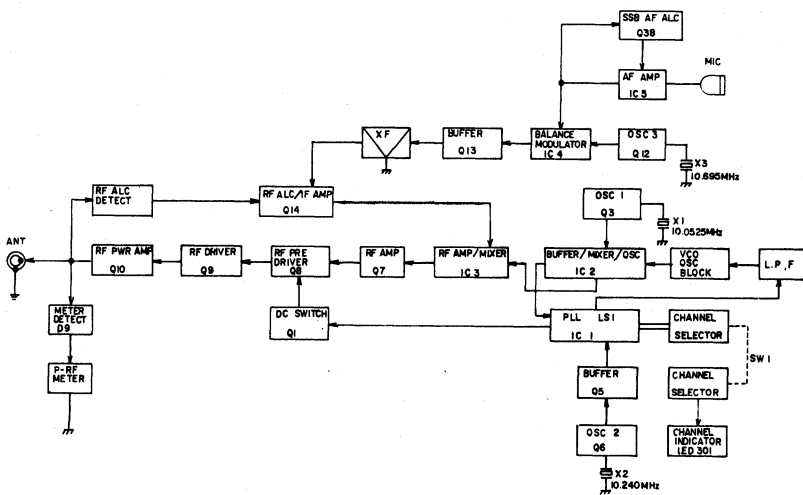 SSB AF ALC
Q38
MIC
AF AMP
IC 5
XF
BUFFER
Q13
BALANCE
MODULATOR
IC 4
OSC 3
Q12
X3
10.695MHz
RF ALC
DETECT
RF ALC/IF AMP
Q14
OSC 1
Q3
X1
10.0525MHz
ANT
RF PWR AMP
Q10
RF DRIVER
Q9
RF PRE
DRIVER
Q8
RF AMP
Q7
RF AMP/MIXER
IC 3
BUFFER/MIXER/OSC
IC 2
VCO
OSC
BLOCK
L.P.F
METER
DETECT
D9
DC SWITCH
Q1
PLL LSI
IC 1
CHANNEL
SELECTOR
SW1
P-RF
METER
BUFFER
Q5
CHANNEL
SELECTOR
OSC 2
Q6
CHANNEL
INDICATOR
LED 301
X2
10.240MHz